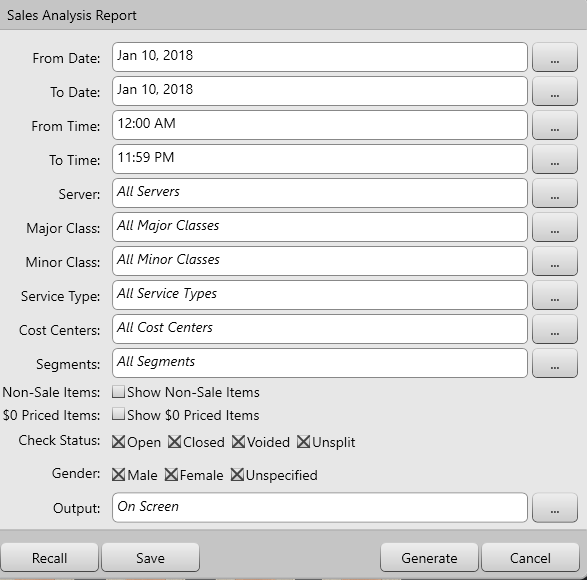 Sales Analysis Report
From Date: Jan 10, 2018 ...
To Date: Jan 10, 2018 ...
From Time: 12:00 AM ...
To Time: 11:59 PM ...
Server: All Servers ...
Major Class: All Major Classes ...
Minor Class: All Minor Classes ...
Service Type: All Service Types ...
Cost Centers: All Cost Centers ...
Segments: All Segments ...
Non-Sale Items: Show Non-Sale Items
$0 Priced Items: Show $0 Priced Items
Check Status: Open Closed Voided Unsplit
Gender: Male Female Unspecified
Output: On Screen ...
Recall Save Generate Cancel